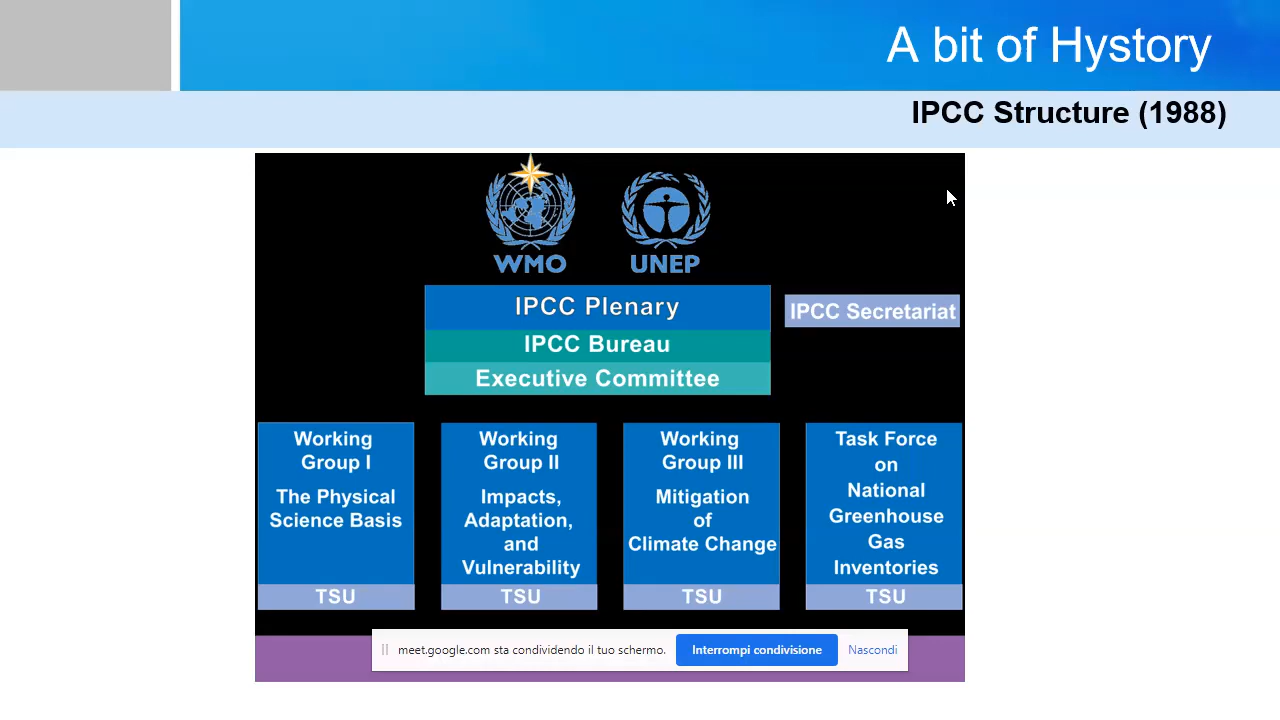 A bit of Hystory
IPCC Structure (1988)
WMO
UNEP
IPCC Plenary
IPCC Secretariat
IPCC Bureau
Executive Committee
Working
Group I
The Physical
Science Basis
TSU
Working
Group II
Impacts,
Adaptation,
and
Vulnerability
TSU
Working
Group III
Mitigation
of
Climate Change
TSU
Task Force
on
National
Greenhouse
Gas
Inventories
TSU
meet.google.com sta condividendo il tuo schermo.
Interrompi condivisione
Nascondi